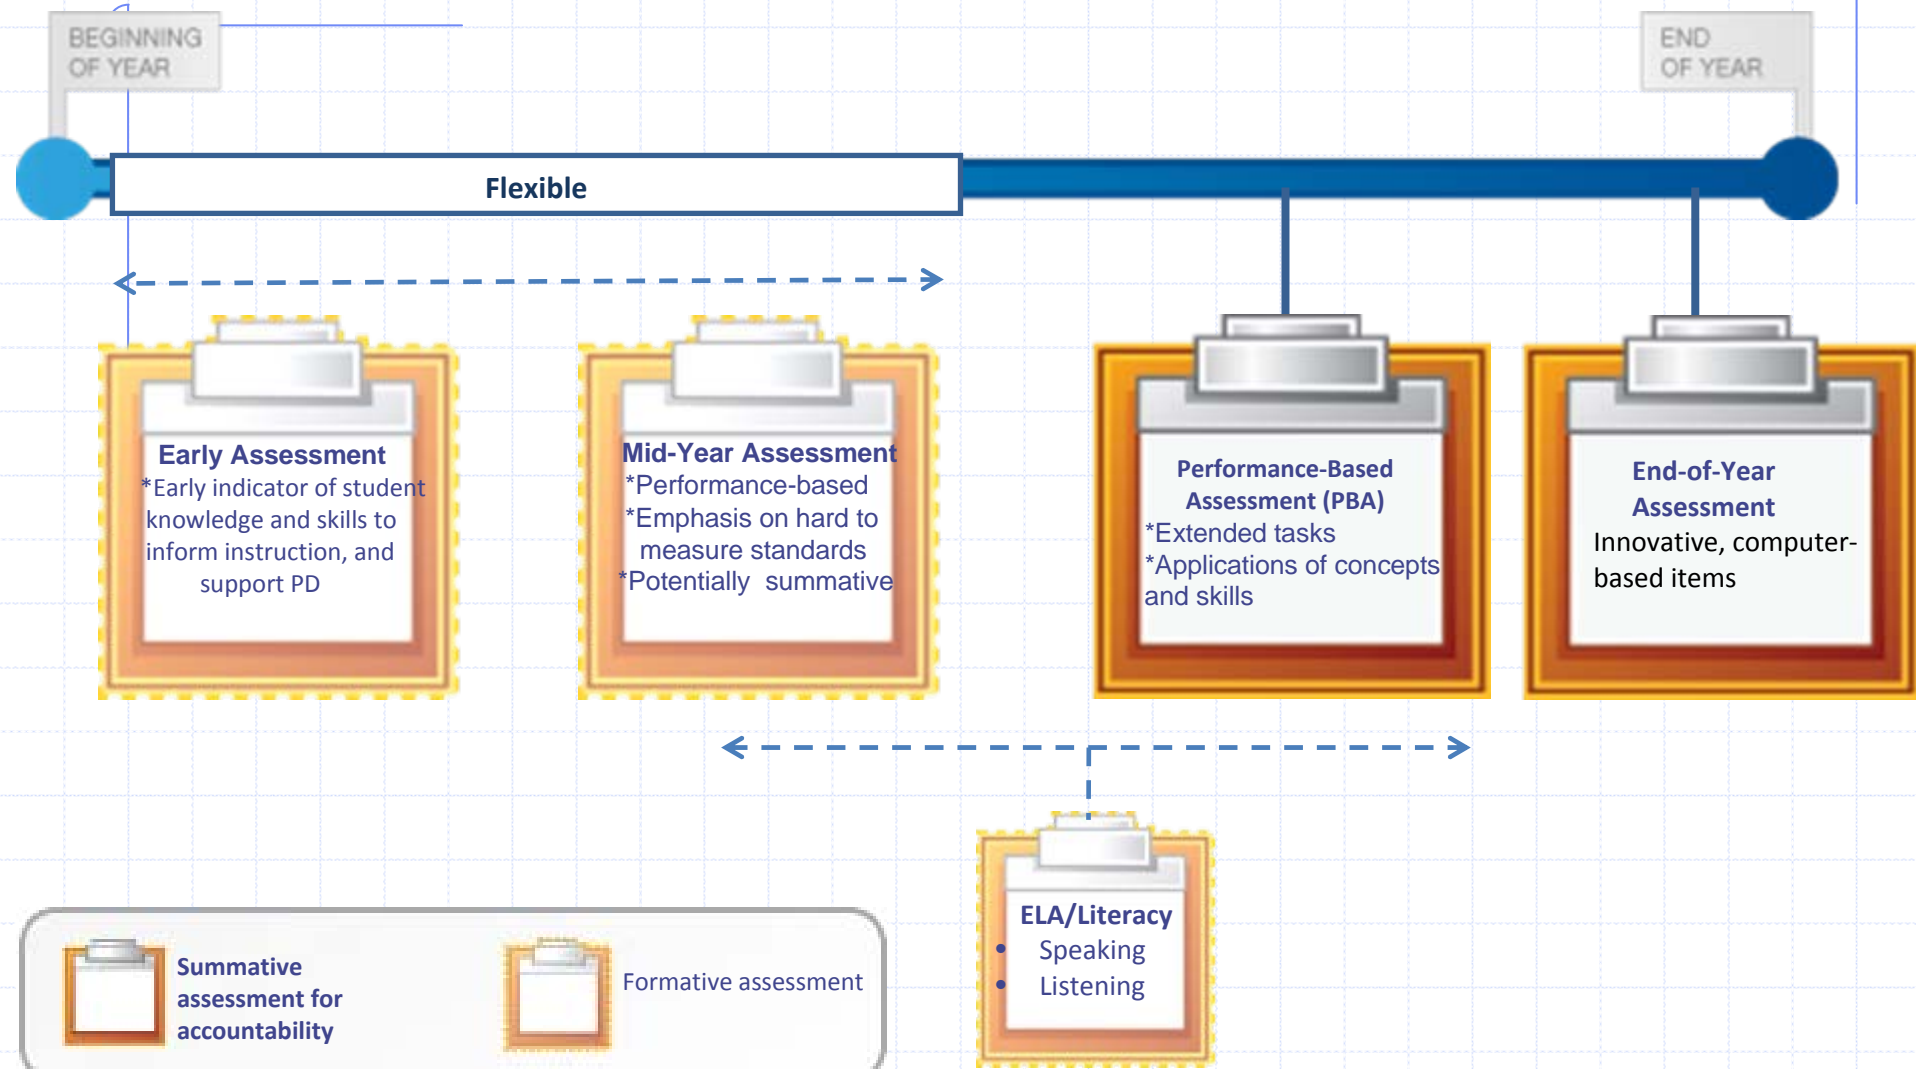 BEGINNING
OF YEAR
END
OF YEAR
Flexible
Early Assessment
*Early indicator of student
knowledge and skills to
inform instruction, and
support PD
Mid-Year Assessment
*Performance-based
*Emphasis on hard to
measure standards
*Potentially summative
Performance-Based
Assessment (PBA)
*Extended tasks
*Applications of concepts
and skills
End-of-Year
Assessment
Innovative, computer-
based items
ELA/Literacy
• Speaking
• Listening
Summative
assessment for
accountability
Formative assessment